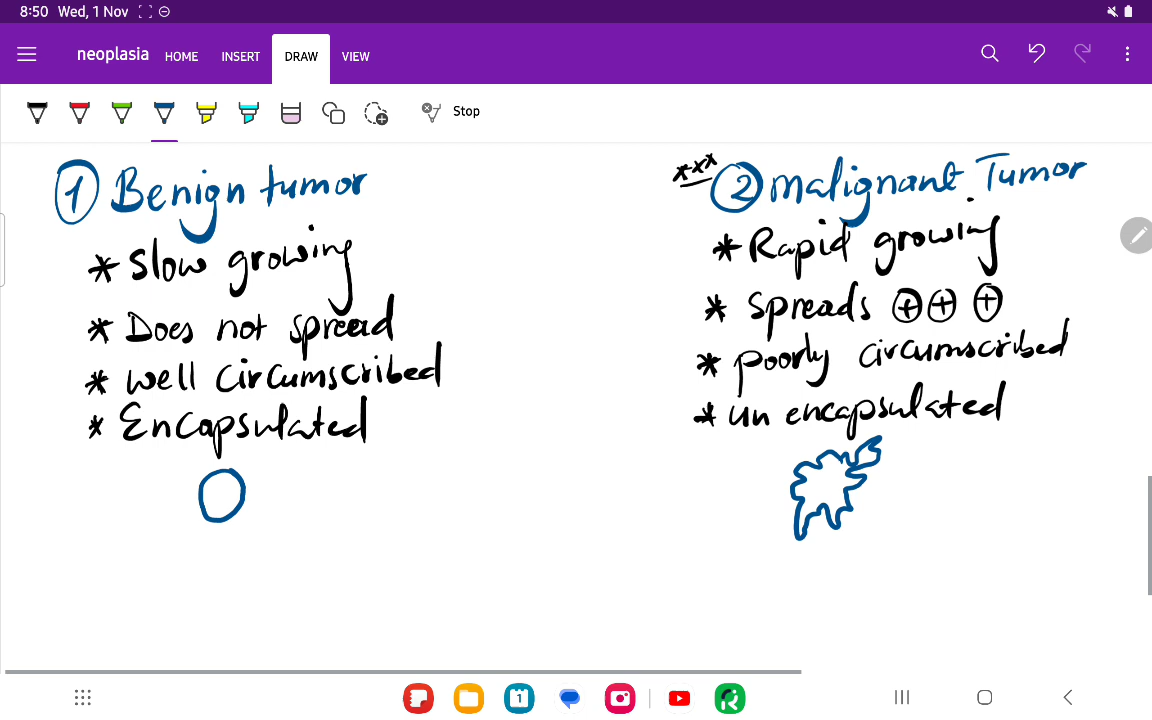 8:50 Wed, 1 Nov
neoplasia HOME INSERT DRAW VIEW
Stop
① Benign tumor
* Slow growing
* Does not spread
* well circumscribed
* Encapsulated
*** ② malignant Tumor
* Rapid growing
* Spreads ⊕⊕ ⊕
* poorly circumscribed
* un encapsulated
1